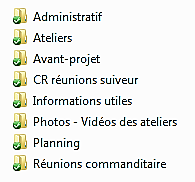 Administratif
Ateliers
Avant-projet
CR réunions suiveur
Informations utiles
Photos - Vidéos des ateliers
Planning
Réunions commanditaire